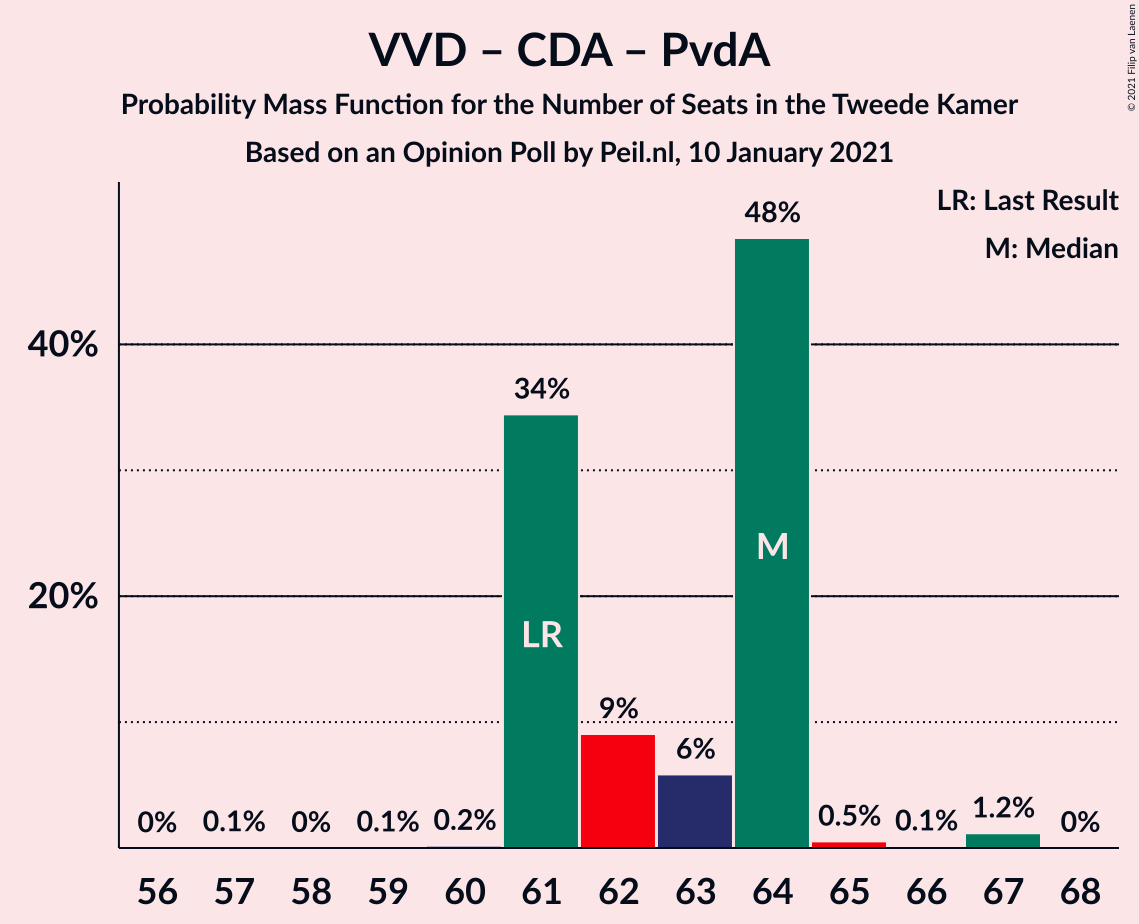 VVD – CDA – PvdA
Probability Mass Function for the Number of Seats in the Tweede Kamer
Based on an Opinion Poll by Peil.nl, 10 January 2021
© 2021 Filip van Laenen
LR: Last Result
M: Median
40%
20%
0%
0.1%
0%
0.1%
0.2%
34%
9%
6%
48%
0.5%
0.1%
1.2%
0%
LR
M
56 57 58 59 60 61 62 63 64 65 66 67 68